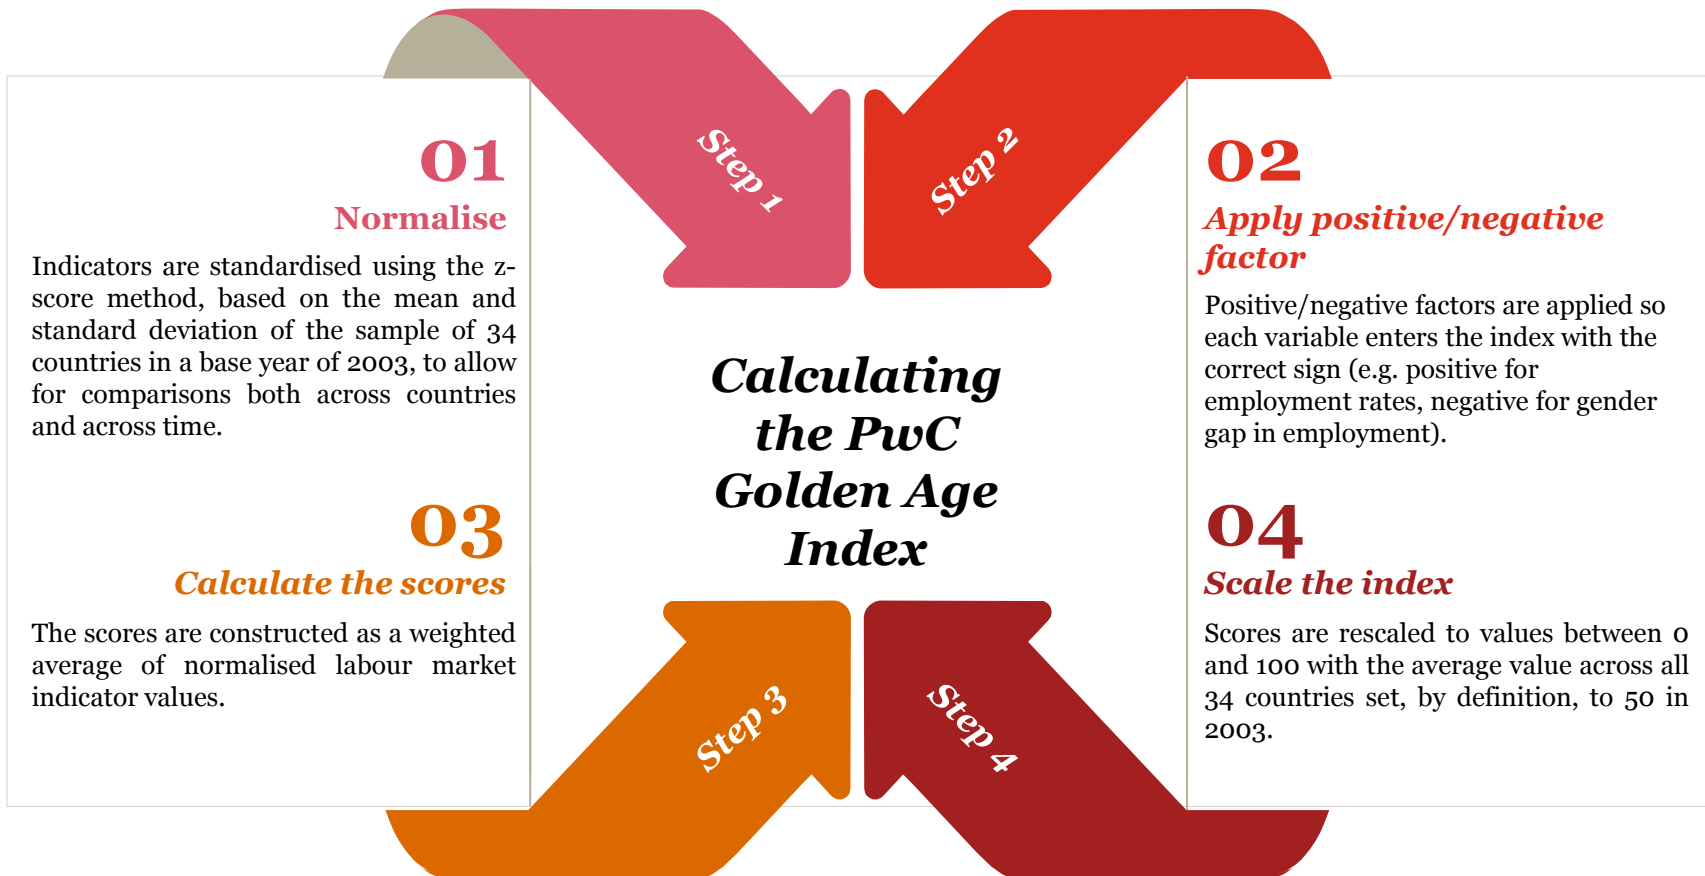 Step 1
Step 2
01
Normalise
Indicators are standardised using the z-
score method, based on the mean and
standard deviation of the sample of 34
countries in a base year of 2003, to allow
for comparisons both across countries
and across time.
02
Apply positive/negative
factor
Positive/negative factors are applied so
each variable enters the index with the
correct sign (e.g. positive for
employment rates, negative for gender
gap in employment).
Calculating
the PwC
Golden Age
Index
03
Calculate the scores
The scores are constructed as a weighted
average of normalised labour market
indicator values.
04
Scale the index
Scores are rescaled to values between 0
and 100 with the average value across all
34 countries set, by definition, to 50 in
2003.
Step 3
Step 4